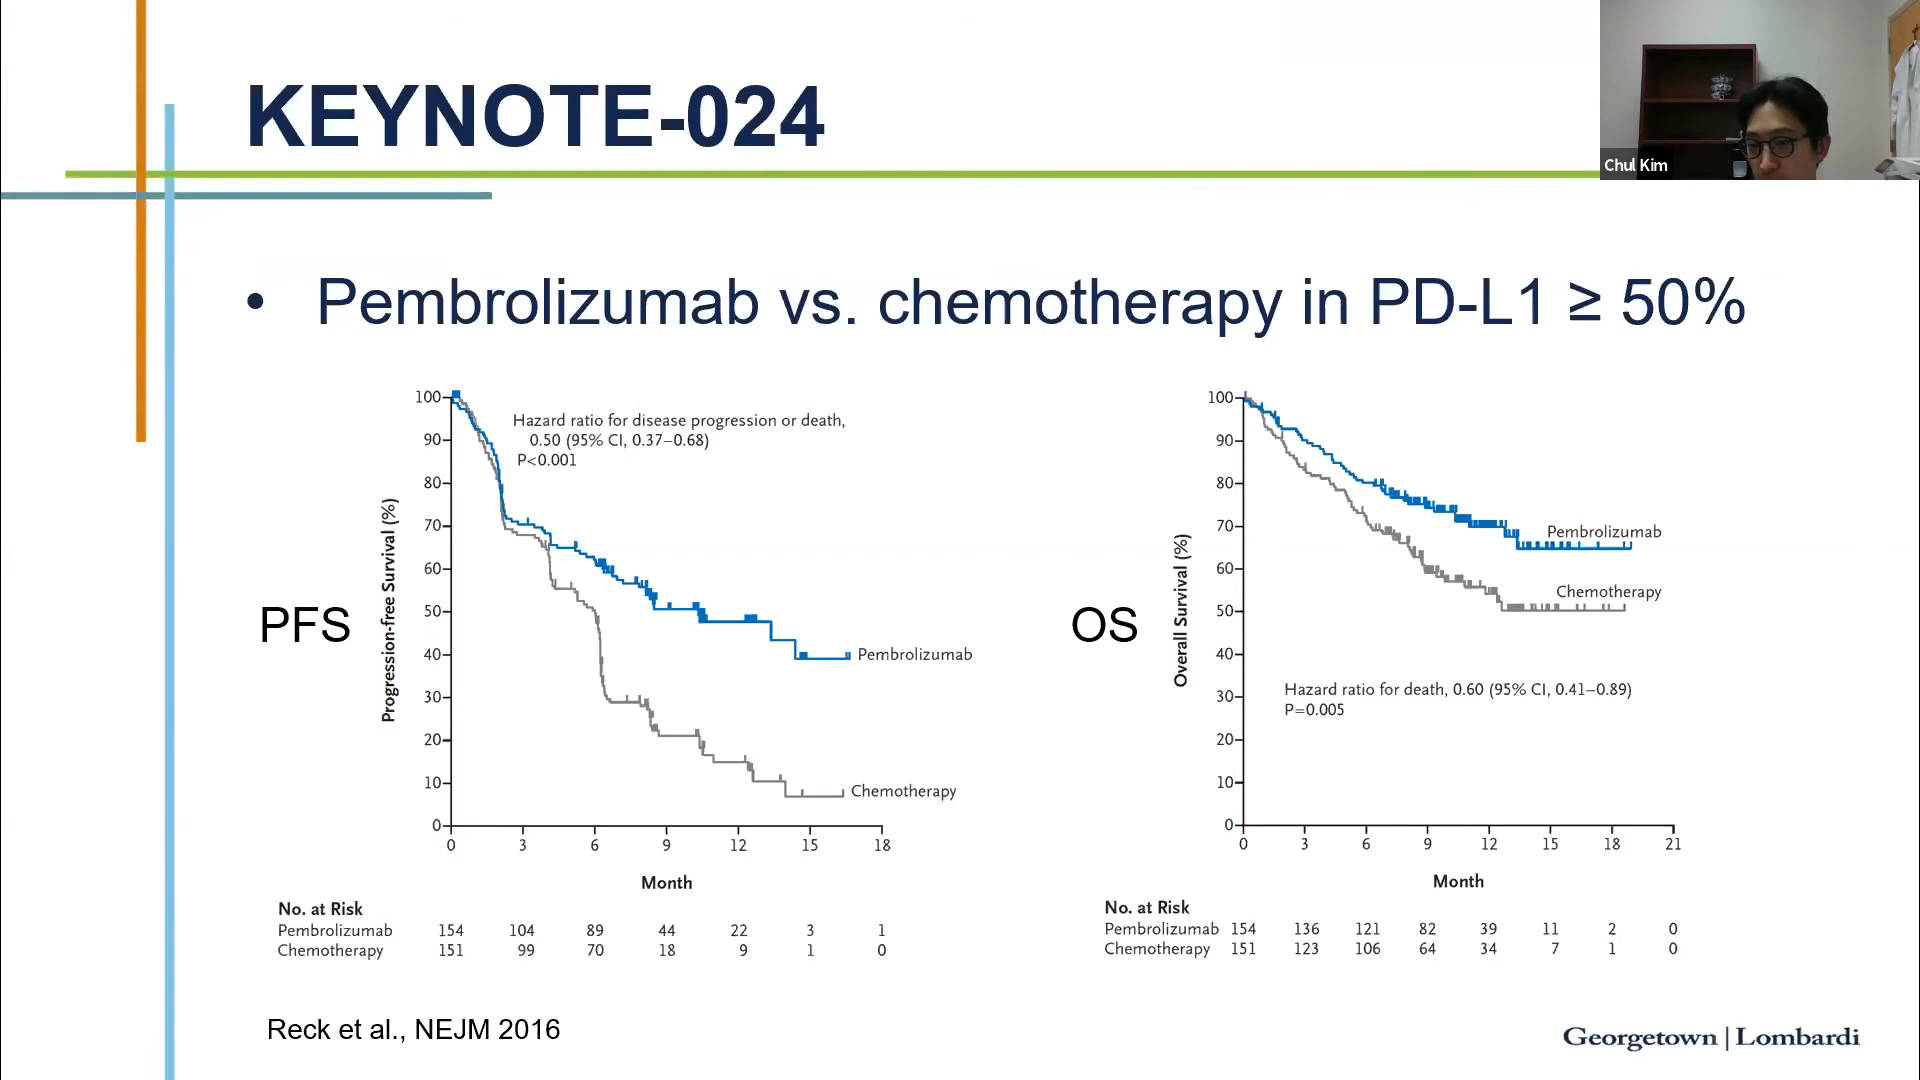 KEYNOTE-024
Chul Kim
• Pembrolizumab vs. chemotherapy in PD-L1 ≥ 50%
PFS
Progression-free Survival (%)
100
90
80
70
60
50
40
30
20
10
0
Hazard ratio for disease progression or death,
0.50 (95% CI, 0.37–0.68)
P<0.001
Pembrolizumab
Chemotherapy
0 3 6 9 12 15 18
Month
No. at Risk
Pembrolizumab 154 104 89 44 22 3 1
Chemotherapy 151 99 70 18 9 1 0
OS
Overall Survival (%)
100
90
80
70
60
50
40
30
20
10
0
Pembrolizumab
Chemotherapy
Hazard ratio for death, 0.60 (95% CI, 0.41–0.89)
P=0.005
0 3 6 9 12 15 18 21
Month
No. at Risk
Pembrolizumab 154 136 121 82 39 11 2 0
Chemotherapy 151 123 106 64 34 7 1 0
Reck et al., NEJM 2016
Georgetown | Lombardi